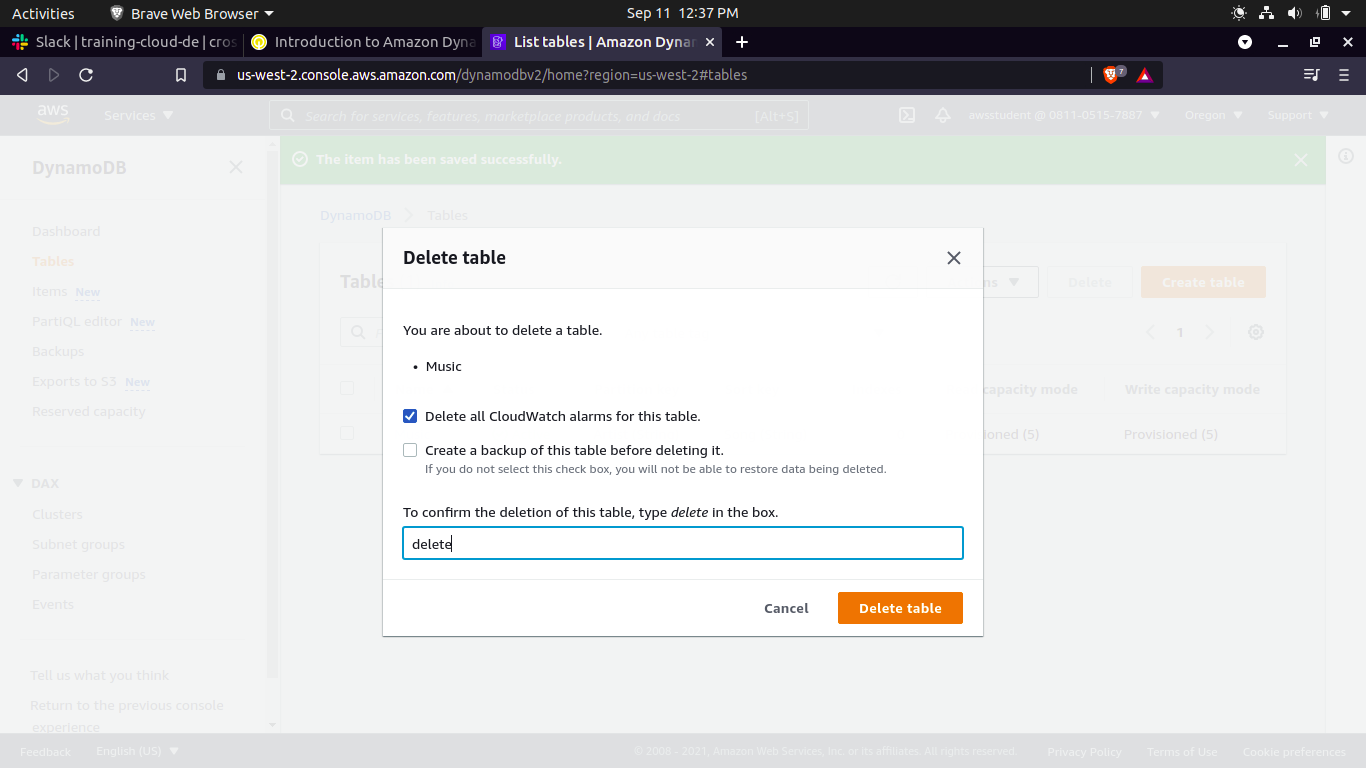 Activities
Brave Web Browser
Sep 11 12:37 PM
Slack | training-cloud-de | cros
Introduction to Amazon Dyna
List tables | Amazon Dynam
us-west-2.console.aws.amazon.com/dynamodbv2/home?region=us-west-2#tables
7
aws
Services
Search for services, features, marketplace products, and docs
[Alt+S]
awsstudent @ 0811-0515-7887
Oregon
Support
DynamoDB
The item has been saved successfully.
DynamoDB
Tables
Dashboard
Tables
Items New
PartiQL editor New
Backups
Exports to S3 New
Reserved capacity
DAX
Clusters
Subnet groups
Parameter groups
Events
Tell us what you think
Return to the previous console
experience
Table
ns
Delete
Create table
1
capacity mode
Write capacity mode
ioned (5)
Provisioned (5)
Delete table
You are about to delete a table.
• Music
Delete all CloudWatch alarms for this table.
Create a backup of this table before deleting it.
If you do not select this check box, you will not be able to restore data being deleted.
To confirm the deletion of this table, type delete in the box.
delete
Cancel
Delete table
Feedback
English (US)
© 2008 - 2021, Amazon Web Services, Inc. or its affiliates. All rights reserved.
Privacy Policy
Terms of Use
Cookie preferences